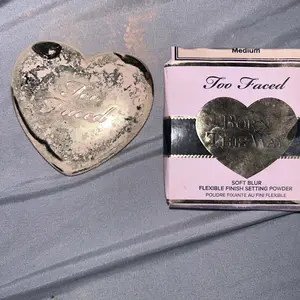 Too
Faced
Medium
Too Faced
Born
This Way
SOFT BLUR
FLEXIBLE FINISH SETTING POWDER
POUDRE FIXANTE AU FINI FLEXIBLE